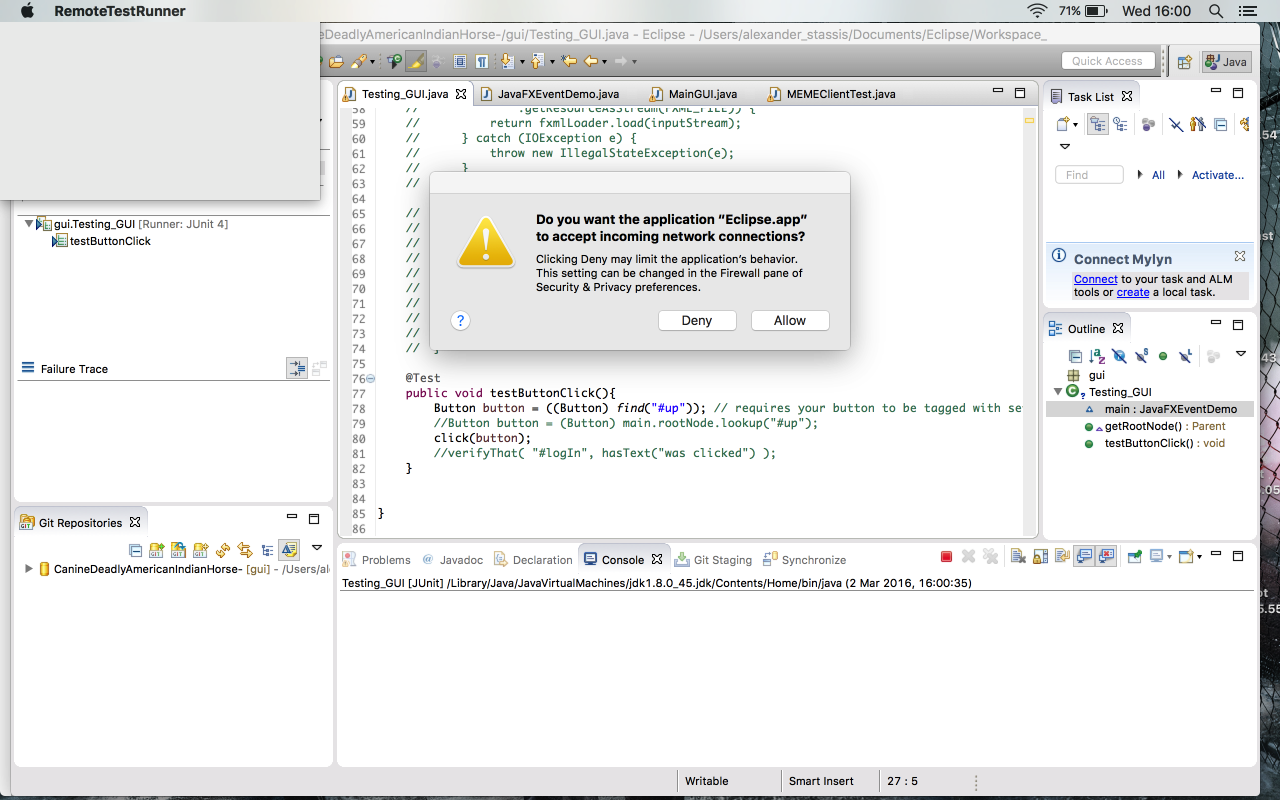 RemoteTestRunner
71%
Wed 16:00
neDeadlyAmericanIndianHorse-/gui/Testing_GUI.java - Eclipse - /Users/alexander_stassis/Documents/Eclipse/Workspace_
Quick Access
Java
Testing_GUI.java
JavaFXEventDemo.java
MainGUI.java
MEMEClientTest.java
58 // .getResourceAsStream(FXML_FILE)) {
59 // return fxmlLoader.load(inputStream);
60 // } catch (IOException e) {
61 // throw new IllegalStateException(e);
62 // }
63 //
64
65 //
66 //
67 //
68 //
69 //
70 //
71 //
72 //
73 //
74 // }
75
76 @Test
77 public void testButtonClick(){
78 Button button = ((Button) find("#up")); // requires your button to be tagged with se
79 //Button button = (Button) main.rootNode.lookup("#up");
80 click(button);
81 //verifyThat( "#logIn", hasText("was clicked") );
82 }
83
84
85 }
86
Do you want the application “Eclipse.app”
to accept incoming network connections?
Clicking Deny may limit the application's behavior.
This setting can be changed in the Firewall pane of
Security & Privacy preferences.
?
Deny
Allow
gui.Testing_GUI [Runner: JUnit 4]
testButtonClick
Failure Trace
Git Repositories
CanineDeadlyAmericanIndianHorse- [gui] - /Users/al
Task List
Find
All
Activate...
Connect Mylyn
Connect to your task and ALM
tools or create a local task.
Outline
gui
Testing_GUI
main : JavaFXEventDemo
getRootNode() : Parent
testButtonClick() : void
Problems
Javadoc
Declaration
Console
Git Staging
Synchronize
Testing_GUI [JUnit] /Library/Java/JavaVirtualMachines/jdk1.8.0_45.jdk/Contents/Home/bin/java (2 Mar 2016, 16:00:35)
Writable
Smart Insert
27 : 5